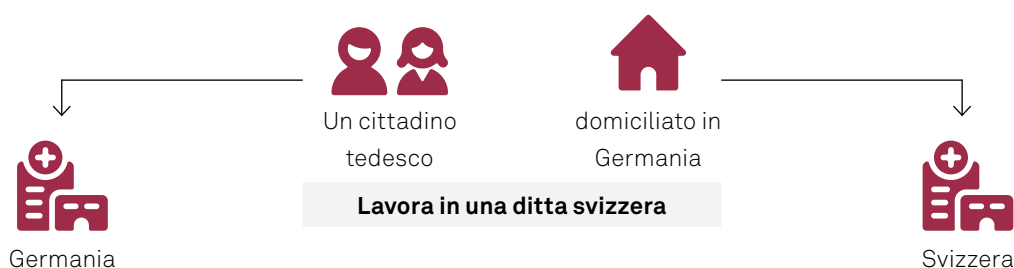 Un cittadino
tedesco
domiciliato in
Germania
Lavora in una ditta svizzera
Germania
Svizzera